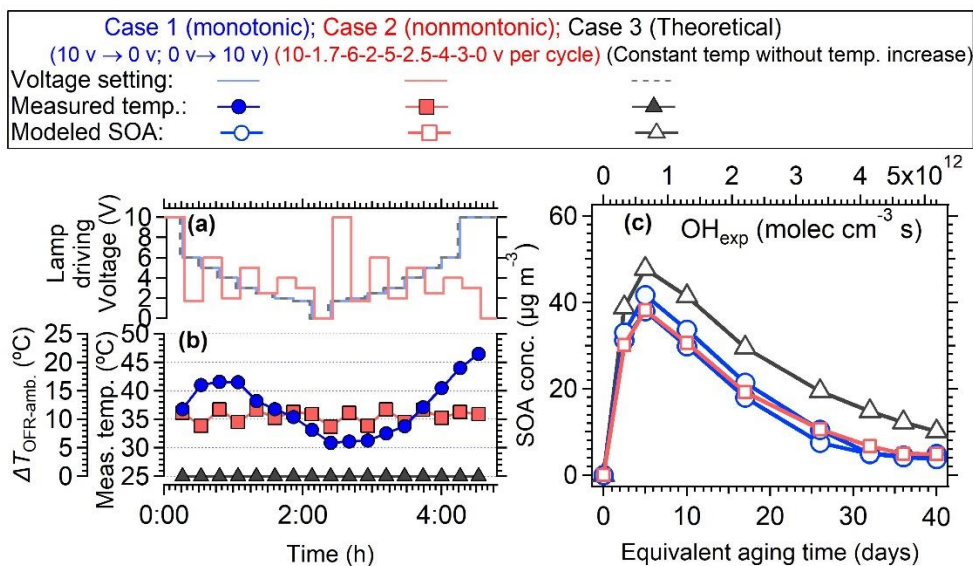 Case 1 (monotonic); Case 2 (nonmontonic); Case 3 (Theoretical)
(10 v → 0 v; 0v → 10 v) (10-1.7-6-2-5-2.5-4-3-0 v per cycle) (Constant temp without temp. increase)
Voltage setting:
Measured temp.:
Modeled SOA:
(a)
Lamp
driving
Voltage (V)
10
8
6
4
2
0
(b)
ΔT_OFR-amb. (ºC)
25
20
15
10
5
0
Meas. temp. (ºC)
50
45
40
35
30
25
0:00 2:00 4:00
Time (h)
0 1 2 3 4 5x10¹²
(c) OH_exp (molec cm⁻³ s)
SOA conc. (µg m⁻³)
60
40
20
0
0 10 20 30 40
Equivalent aging time (days)